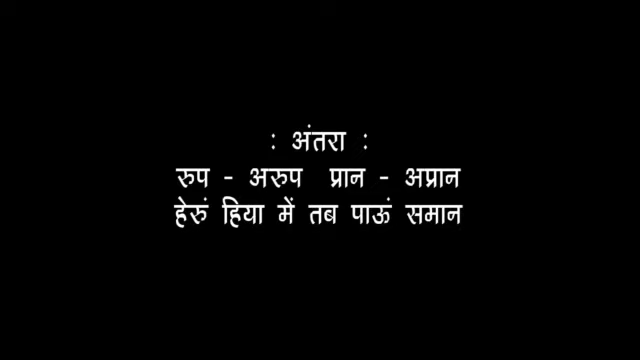 : अंतरा :
रुप - अरुप प्रान - अप्रान
हेरुं हिया में तब पाऊं समान